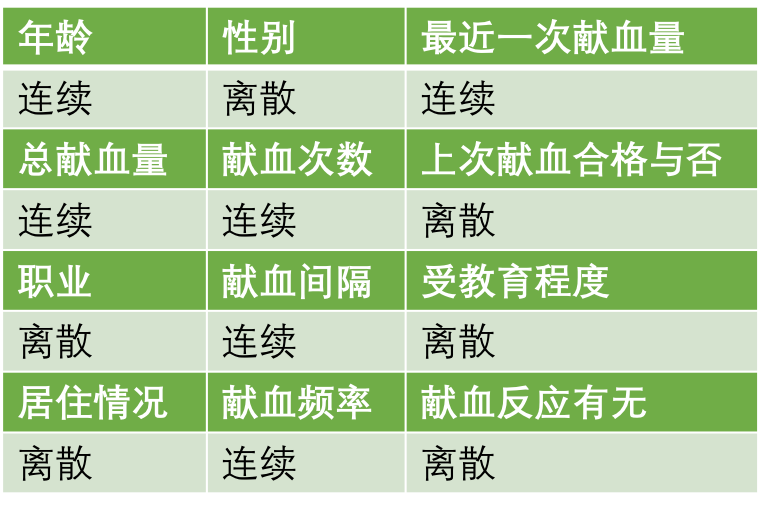 年龄 性别 最近一次献血量
连续 离散 连续
总献血量 献血次数 上次献血合格与否
连续 连续 离散
职业 献血间隔 受教育程度
离散 连续 离散
居住情况 献血频率 献血反应有无
离散 连续 离散